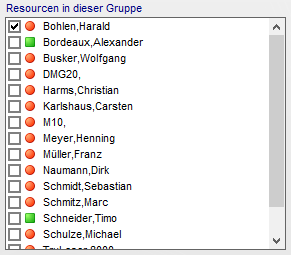 Resourcen in dieser Gruppe
Bohlen,Harald
Bordeaux,Alexander
Busker,Wolfgang
DMG20,
Harms,Christian
Karlshaus,Carsten
M10,
Meyer,Henning
Müller,Franz
Naumann,Dirk
Schmidt,Sebastian
Schmitz,Marc
Schneider,Timo
Schulze,Michael